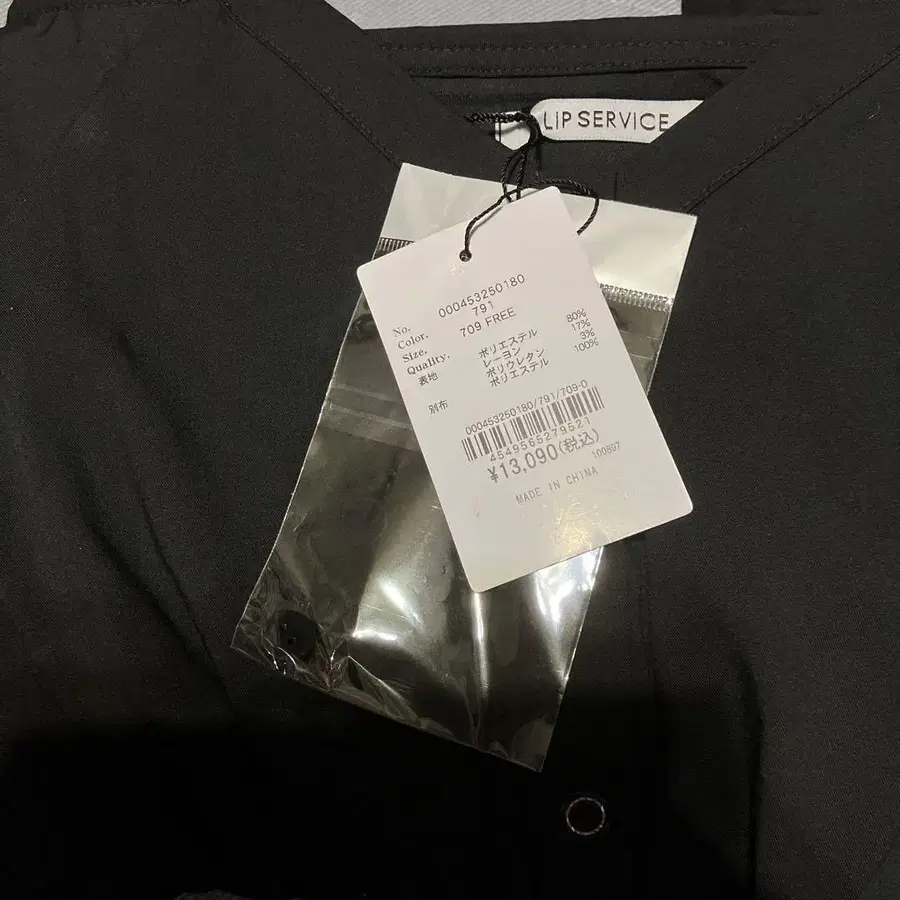 LIP SERVICE
No. 000453250180
Color. 791
Size. 709 FREE
Quality.
表地 ポリエステル 80%
レーヨン 17%
ポリウレタン 3%
別布 ポリエステル 100%
000453250180/791/709-0
4549565279521
¥13,090(税込)
100897
MADE IN CHINA